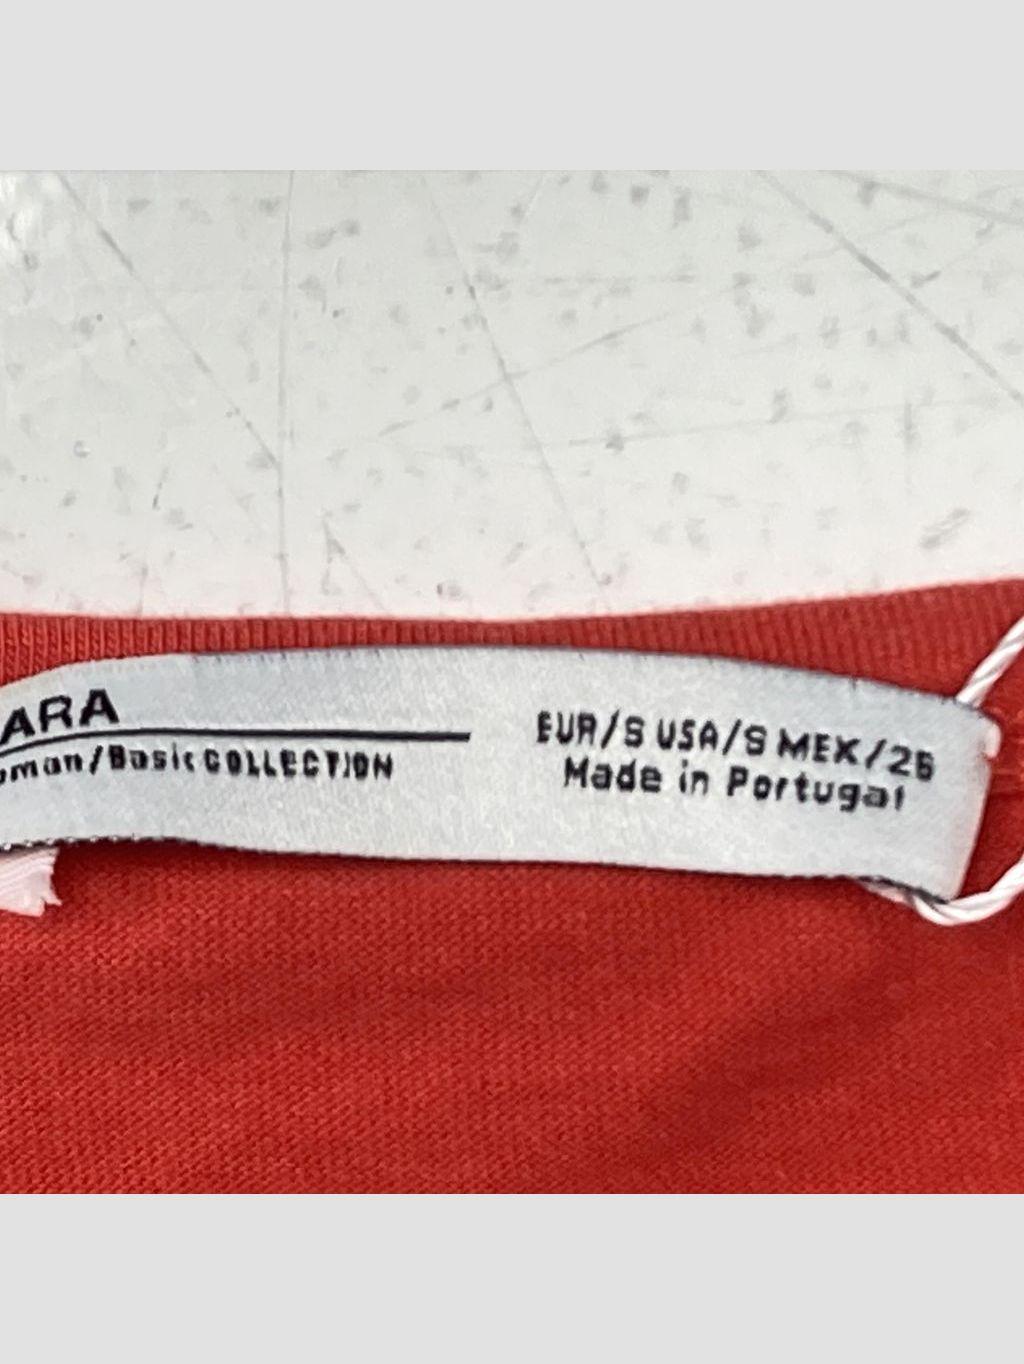 ARA
oman/Basic COLLECTION
EUR/S USA/S MEX/26
Made in Portugal